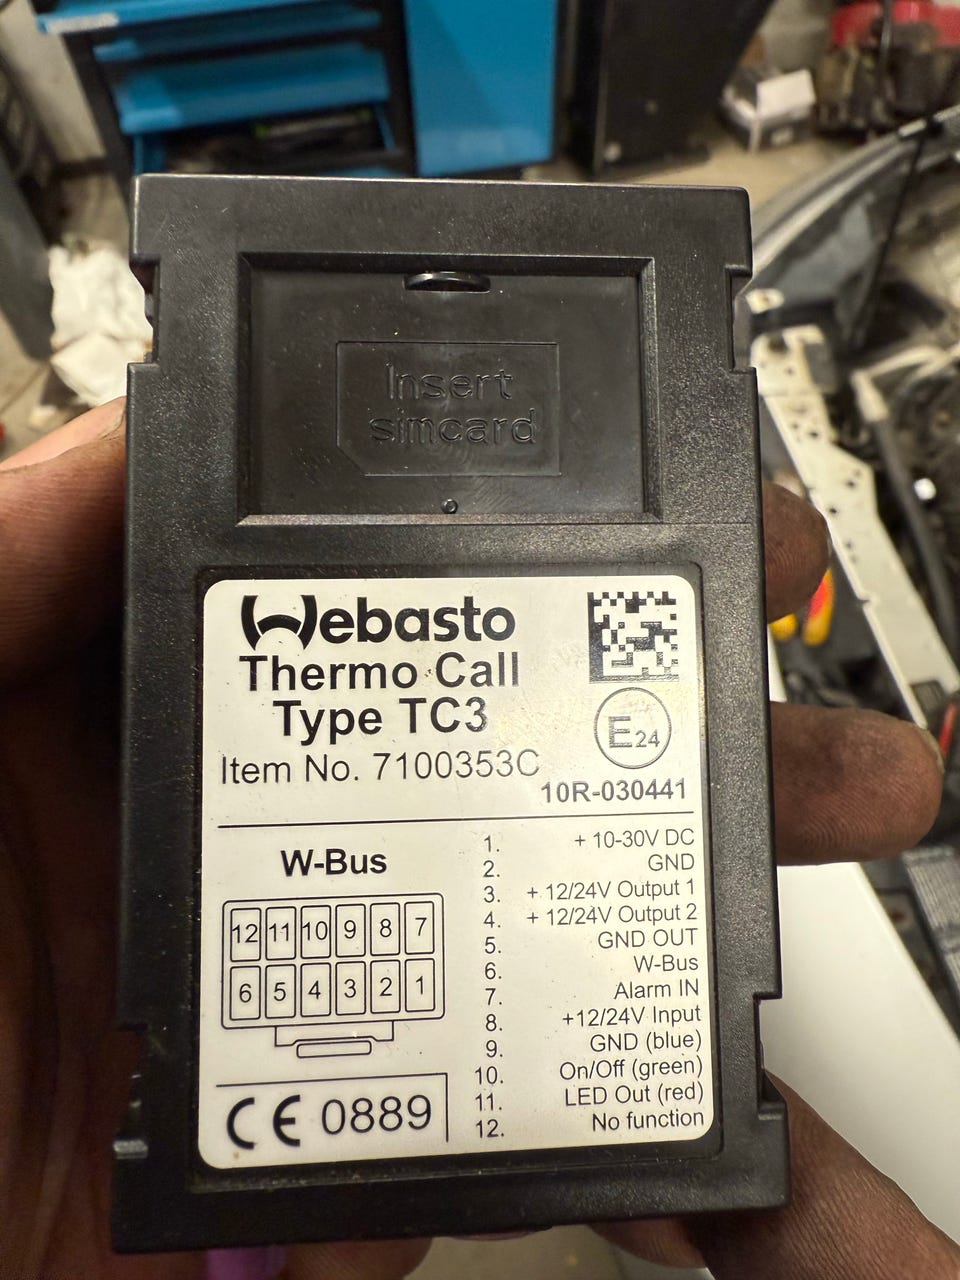 Insert
simcard
Webasto
Thermo Call
Type TC3
Item No. 7100353C
E24
10R-030441
W-Bus
12 11 10 9 8 7
6 5 4 3 2 1
1. + 10-30V DC
2. GND
3. + 12/24V Output 1
4. + 12/24V Output 2
5. GND OUT
6. W-Bus
7. Alarm IN
8. +12/24V Input
9. GND (blue)
10. On/Off (green)
11. LED Out (red)
12. No function
CE 0889